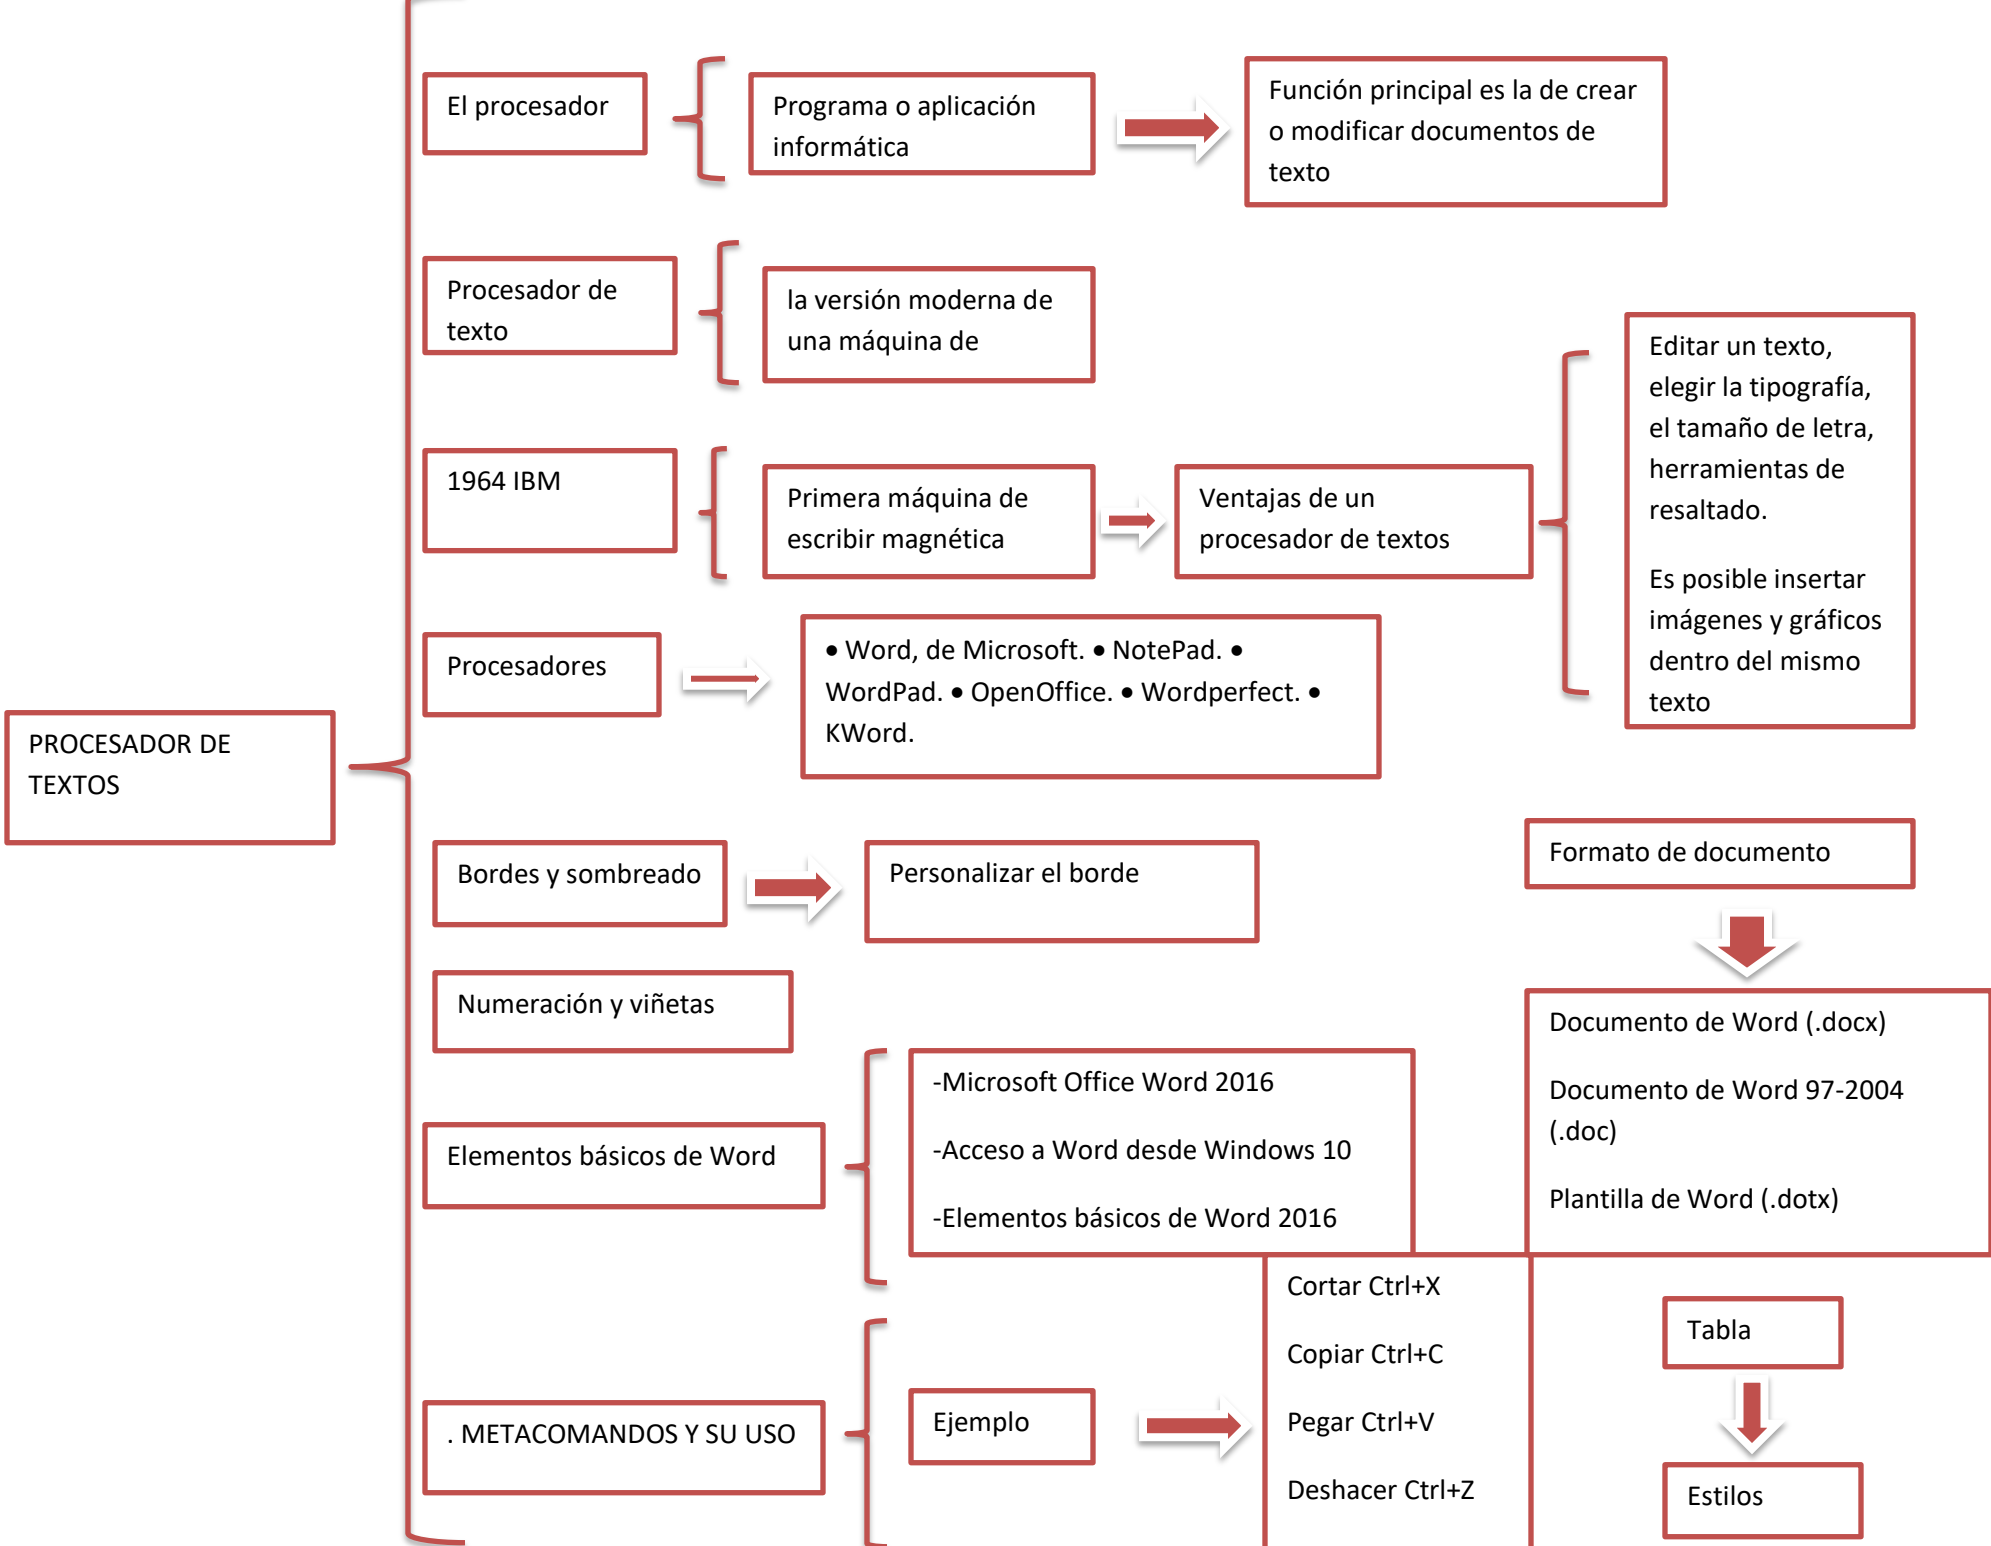 El procesador
Programa o aplicación
informática
Función principal es la de crear
o modificar documentos de
texto
Procesador de
texto
la versión moderna de
una máquina de
1964 IBM
Primera máquina de
escribir magnética
Ventajas de un
procesador de textos
Editar un texto,
elegir la tipografía,
el tamaño de letra,
herramientas de
resaltado.
Es posible insertar
imágenes y gráficos
dentro del mismo
texto
Procesadores
• Word, de Microsoft. • NotePad. •
WordPad. • OpenOffice. • Wordperfect. •
KWord.
PROCESADOR DE
TEXTOS
Bordes y sombreado
Personalizar el borde
Formato de documento
Documento de Word (.docx)
Documento de Word 97-2004
(.doc)
Plantilla de Word (.dotx)
Numeración y viñetas
Elementos básicos de Word
-Microsoft Office Word 2016
-Acceso a Word desde Windows 10
-Elementos básicos de Word 2016
. METACOMANDOS Y SU USO
Ejemplo
Cortar Ctrl+X
Copiar Ctrl+C
Pegar Ctrl+V
Deshacer Ctrl+Z
Tabla
Estilos